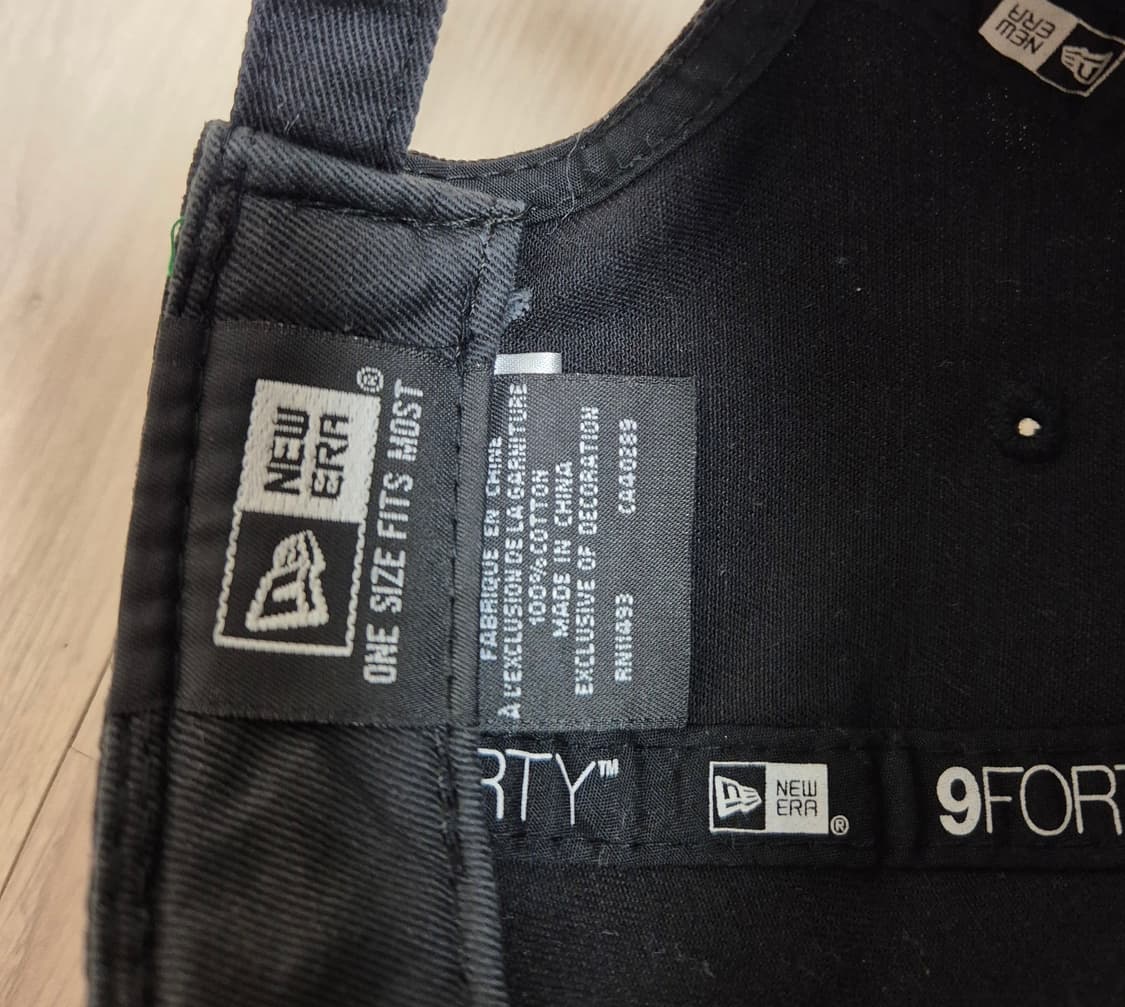 NEW
ERA
NEW
ERA®
ONE SIZE FITS MOST
FABRIQUE EN CHINE
A L'EXCLUSION DE LA GARNITURE
100% COTTON
MADE IN CHINA
EXCLUSIVE OF DECORATION
RN11493 CA40289
RTY™
NEW
ERA®
9FORT